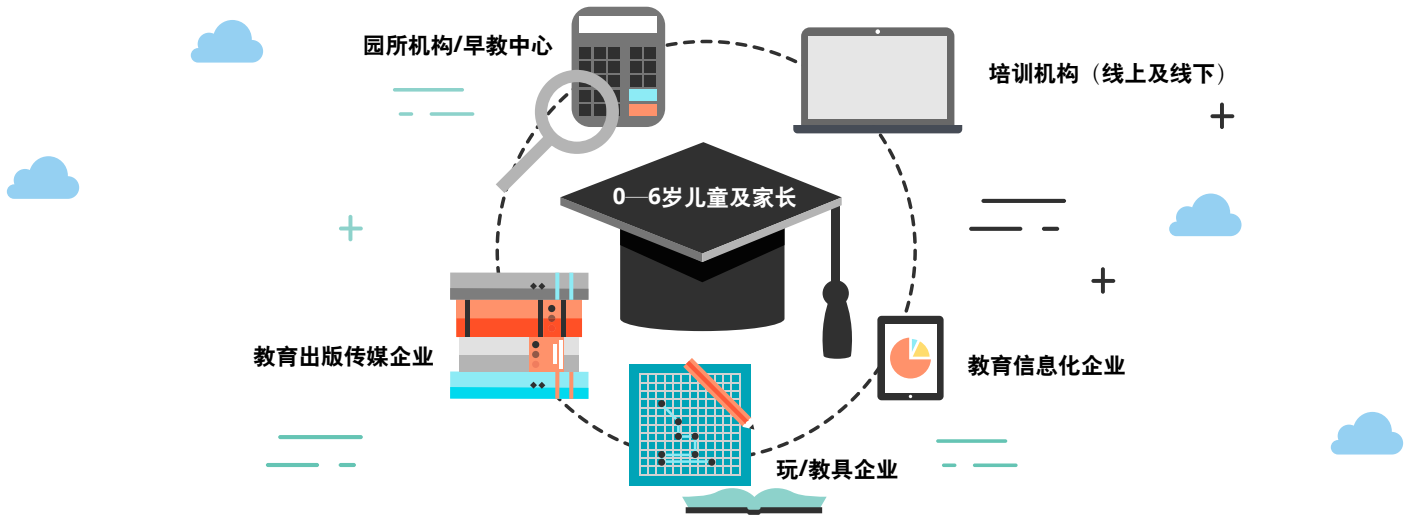 园所机构/早教中心
培训机构（线上及线下）
0—6岁儿童及家长
教育出版传媒企业
教育信息化企业
玩/教具企业